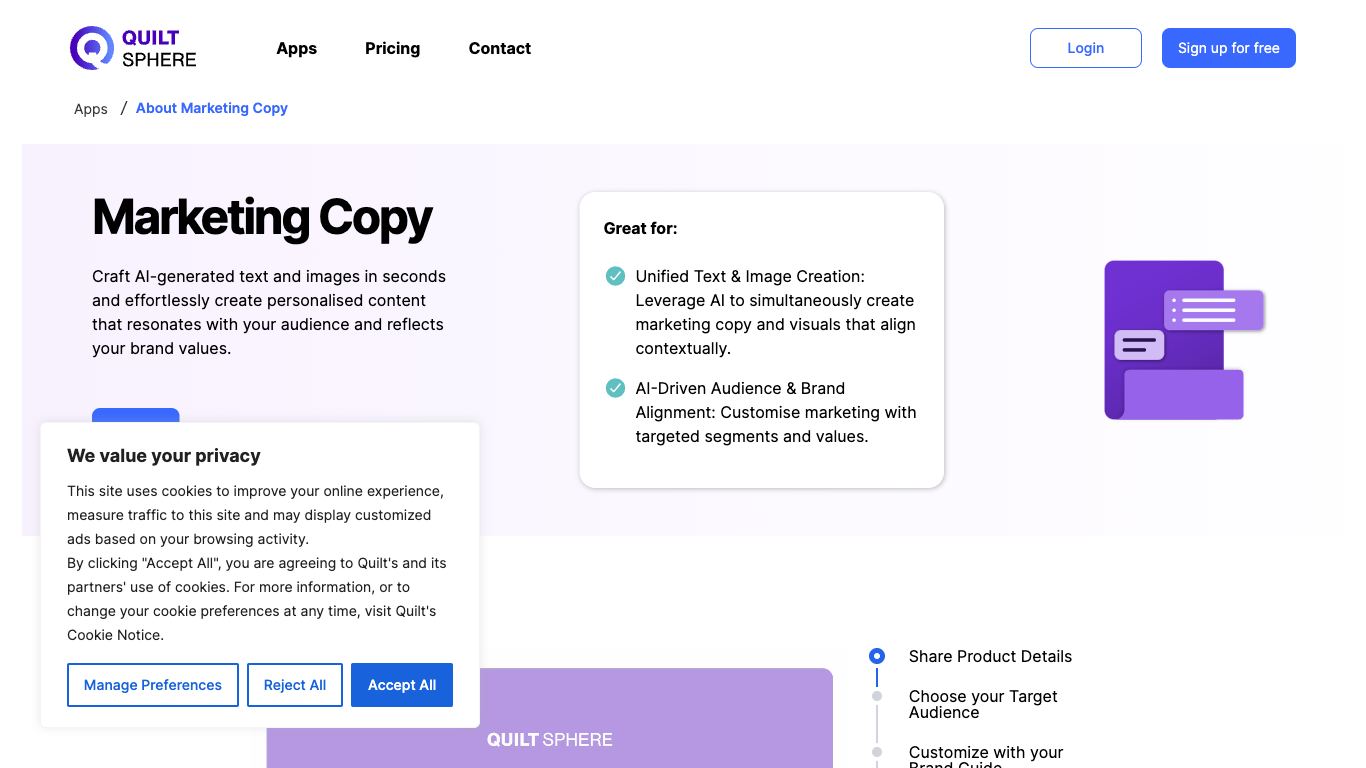 QUILT
SPHERE
Apps
Pricing
Contact
Login
Sign up for free
Apps / About Marketing Copy
Marketing Copy
Craft AI-generated text and images in seconds
and effortlessly create personalised content
that resonates with your audience and reflects
your brand values.
Great for:
Unified Text & Image Creation:
Leverage AI to simultaneously create
marketing copy and visuals that align
contextually.
AI-Driven Audience & Brand
Alignment: Customise marketing with
targeted segments and values.
We value your privacy
This site uses cookies to improve your online experience,
measure traffic to this site and may display customized
ads based on your browsing activity.
By clicking "Accept All", you are agreeing to Quilt's and its
partners' use of cookies. For more information, or to
change your cookie preferences at any time, visit Quilt's
Cookie Notice.
Manage Preferences
Reject All
Accept All
QUILT SPHERE
Share Product Details
Choose your Target
Audience
Customize with your
Brand Guide